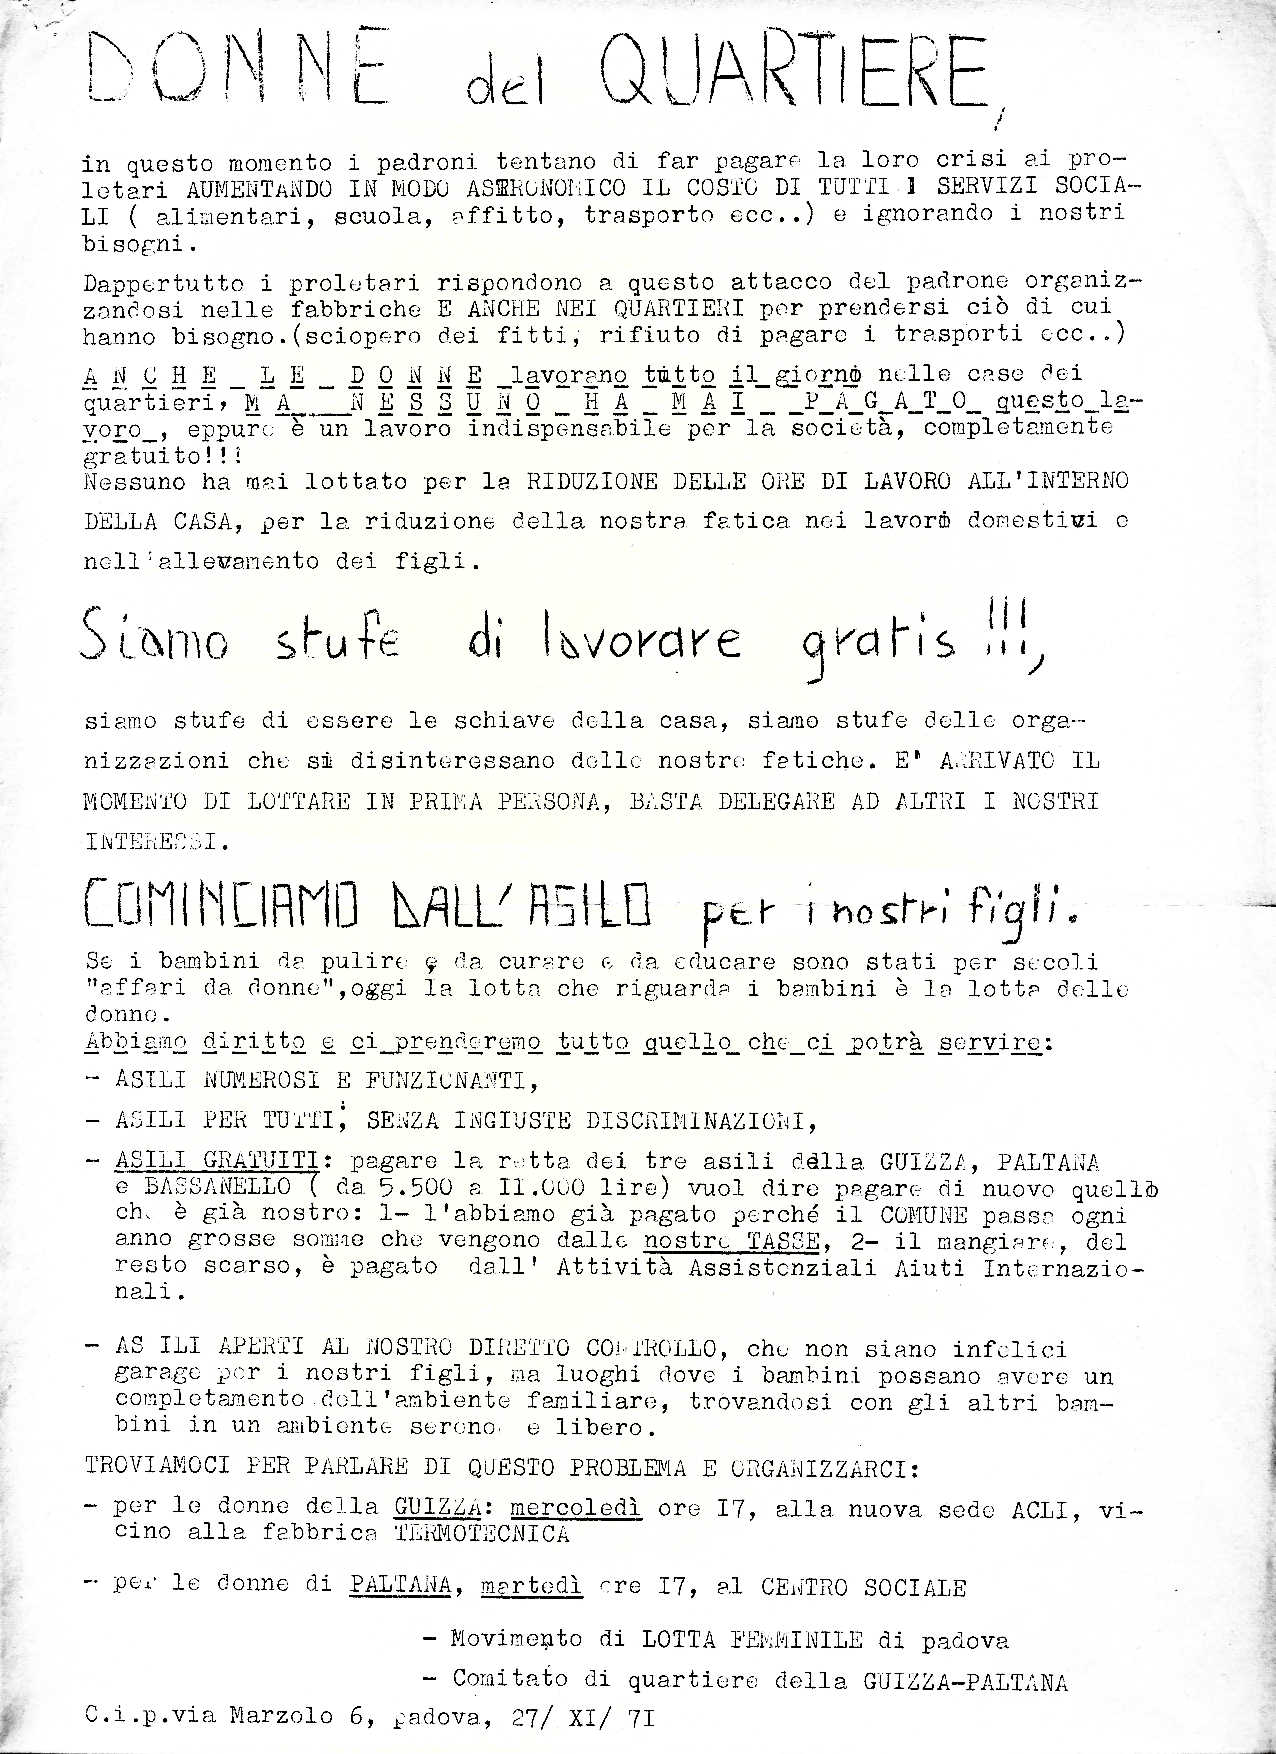 DONNE del QUARTIERE,
in questo momento i padroni tentano di far pagare la loro crisi ai pro-
letari AUMENTANDO IN MODO ASTRONOMICO IL COSTO DI TUTTI I SERVIZI SOCIA-
LI ( alimentari, scuola, affitto, trasporto ecc..) e ignorando i nostri
bisogni.
Dappertutto i proletari rispondono a questo attacco del padrone organiz-
zandosi nelle fabbriche E ANCHE NEI QUARTIERI per prendersi ciò di cui
hanno bisogno.(sciopero dei fitti, rifiuto di pagare i trasporti ecc..)
A N C H E _ L E _ D O N N E _lavorano tutto il_giorno nelle case dei
quartieri, M A____N E S S U N O _ H A _ M A I _ _P_A_G_A_T_O_ questo_la-
voro_, eppure è un lavoro indispensabile per la società, completamente
gratuito!!!
Nessuno ha mai lottato per la RIDUZIONE DELLE ORE DI LAVORO ALL'INTERNO
DELLA CASA, per la riduzione della nostra fatica nei lavori domestici e
nell'allevamento dei figli.
Siamo stufe di lavorare gratis !!!,
siamo stufe di essere le schiave della casa, siamo stufe delle orga-
nizzazioni che si disinteressano delle nostre fatiche. E' ARRIVATO IL
MOMENTO DI LOTTARE IN PRIMA PERSONA, BASTA DELEGARE AD ALTRI I NOSTRI
INTERESSI.
COMINCIAMO DALL'ASILO per i nostri figli.
Se i bambini da pulire e da curare e da educare sono stati per secoli
"affari da donne",oggi la lotta che riguarda i bambini è la lotta delle
donne.
Abbiamo diritto e ci_prenderemo tutto quello_che_ci potrà servire:
- ASILI NUMEROSI E FUNZIONANTI,
- ASILI PER TUTTI; SENZA INGIUSTE DISCRIMINAZIONI,
- ASILI GRATUITI: pagare la retta dei tre asili della GUIZZA, PALTANA
e BASSANELLO ( da 5.500 a II.000 lire) vuol dire pagare di nuovo quello
che è già nostro: 1- l'abbiamo già pagato perché il COMUNE passa ogni
anno grosse somme che vengono dalle nostre TASSE, 2- il mangiare, del
resto scarso, è pagato dall' Attività Assistenziali Aiuti Internazio-
nali.
- AS ILI APERTI AL NOSTRO DIRETTO CONTROLLO, che non siano infelici
garage per i nostri figli, ma luoghi dove i bambini possano avere un
completamento dell'ambiente familiare, trovandosi con gli altri bam-
bini in un ambiente sereno e libero.
TROVIAMOCI PER PARLARE DI QUESTO PROBLEMA E ORGANIZZARCI:
- per le donne della GUIZZA: mercoledì ore I7, alla nuova sede ACLI, vi-
cino alla fabbrica TERMOTECNICA
- per le donne di PALTANA, martedì ore I7, al CENTRO SOCIALE
- Movimento di LOTTA FEMMINILE di padova
- Comitato di quartiere della GUIZZA-PALTANA
C.i.p.via Marzolo 6, padova, 27/ XI/ 7I